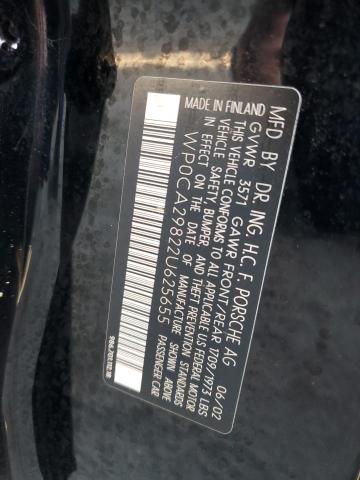 MFD BY DR. ING. H.C. F. PORSCHE AG
GVWR 3571 GAWR FRONT/REAR 1709/1973 LBS 06/02
THIS VEHICLE CONFORMS TO ALL APPLICABLE US FEDERAL MOTOR
VEHICLE SAFETY, BUMPER AND THEFT PREVENTION STANDARDS
IN EFFECT ON THE DATE OF MANUFACTURE SHOWN ABOVE
MADE IN FINLAND
WP0CA29822U625655
PASSENGER CAR